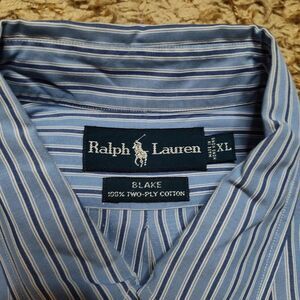 Ralph Lauren
XL
BLAKE
100% TWO-PLY COTTON